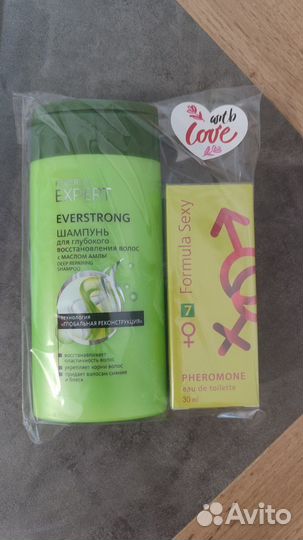 with
love
EXPERT
EVERSTRONG
ШАМПУНЬ
для глубокого
восстановления волос
с МАСЛОМ АМЛЫ
DEEP REPAIRING
SHAMPOO
технология
«ГЛОБАЛЬНАЯ РЕКОНСТРУКЦИЯ»
восстанавливает
эластичность волос
укрепляет корни волос
придает волосам сияние
и блеск
7 Formula Sexy
PHEROMONE
eau de toilette
30 ml
Avito